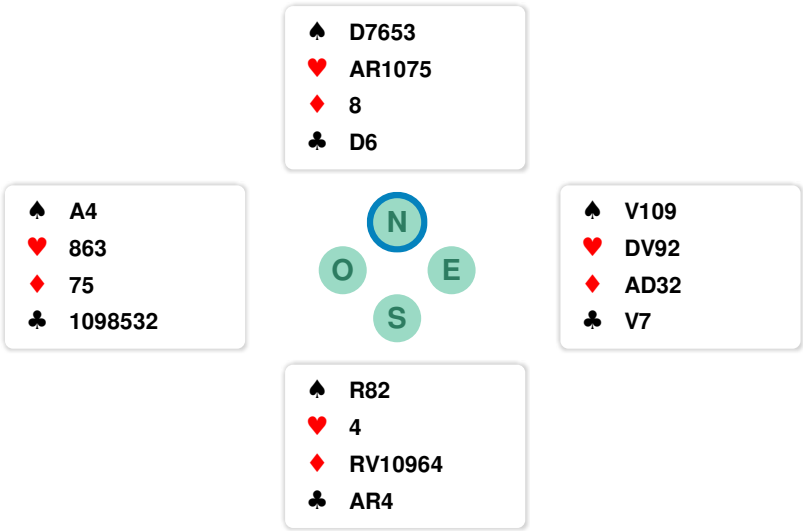 ♠ D7653
♥ AR1075
♦ 8
♣ D6
♠ A4
♥ 863
♦ 75
♣ 1098532
N
O E
S
♠ V109
♥ DV92
♦ AD32
♣ V7
♠ R82
♥ 4
♦ RV10964
♣ AR4